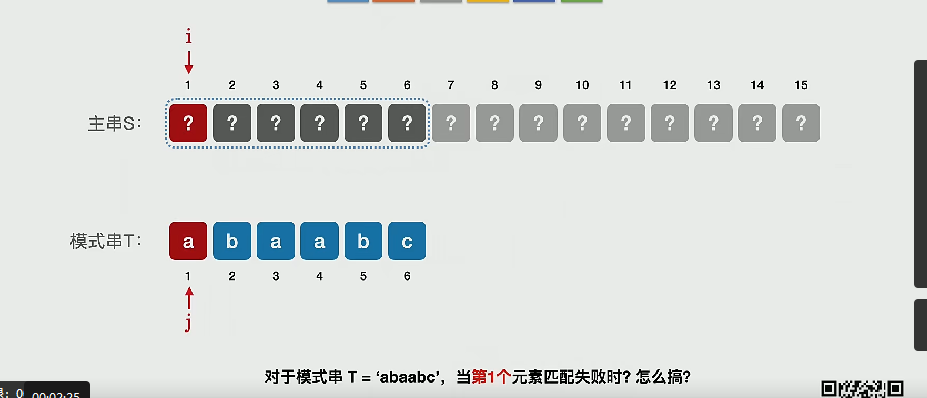 i
1 2 3 4 5 6 7 8 9 10 11 12 13 14 15
主串S: ? ? ? ? ? ? ? ? ? ? ? ? ? ? ?
模式串T: a b a a b c
1 2 3 4 5 6
j
对于模式串 T = ‘abaabc’，当第1个元素匹配失败时？怎么搞？
00:02:25